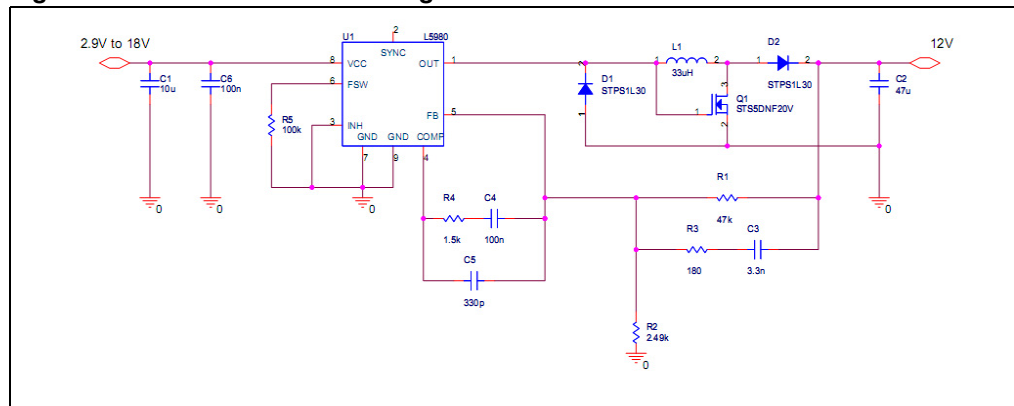 2.9V to 18V
C1
10u
C6
100n
0
0
R5
100k
U1
L5980
2
SYNC
8
VCC
6
FSW
3
INH
OUT
1
FB
5
GND
GND
COMP
7
9
4
0
R4
1.5k
C4
100n
C5
330p
D1
STPS1L30
2
1
L1
1
2
33uH
D2
1
2
STPS1L30
3
1
2
Q1
STS5DNF20V
12V
C2
47u
0
R1
47k
R3
180
C3
3.3n
R2
2.49k
0